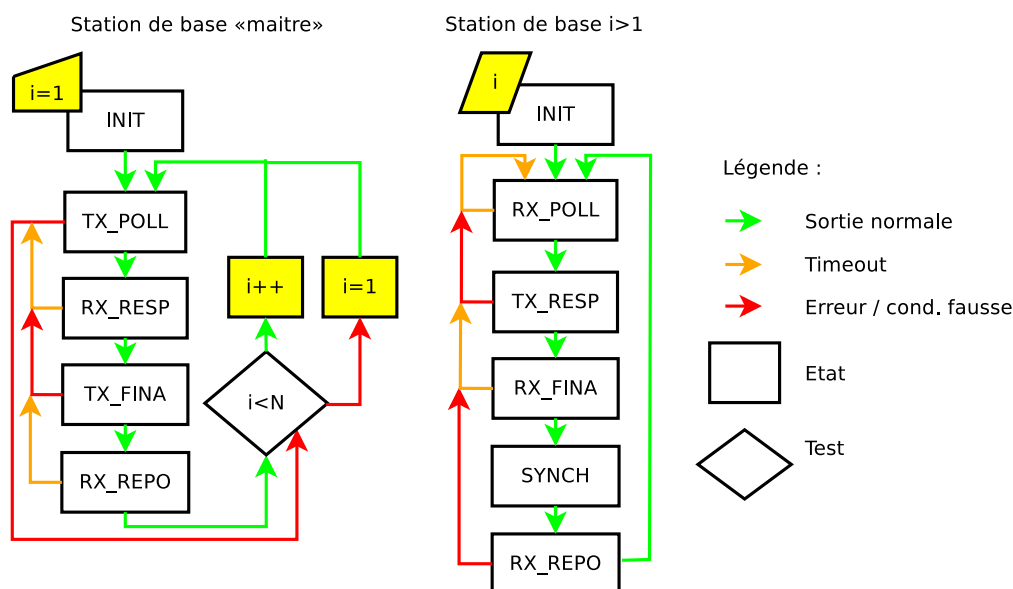 Station de base «maitre»
i=1
INIT
TX_POLL
RX_RESP
TX_FINA
RX_REPO
i++
i=1
i<N
Station de base i>1
i
INIT
RX_POLL
TX_RESP
RX_FINA
SYNCH
RX_REPO
Légende :
Sortie normale
Timeout
Erreur / cond. fausse
Etat
Test